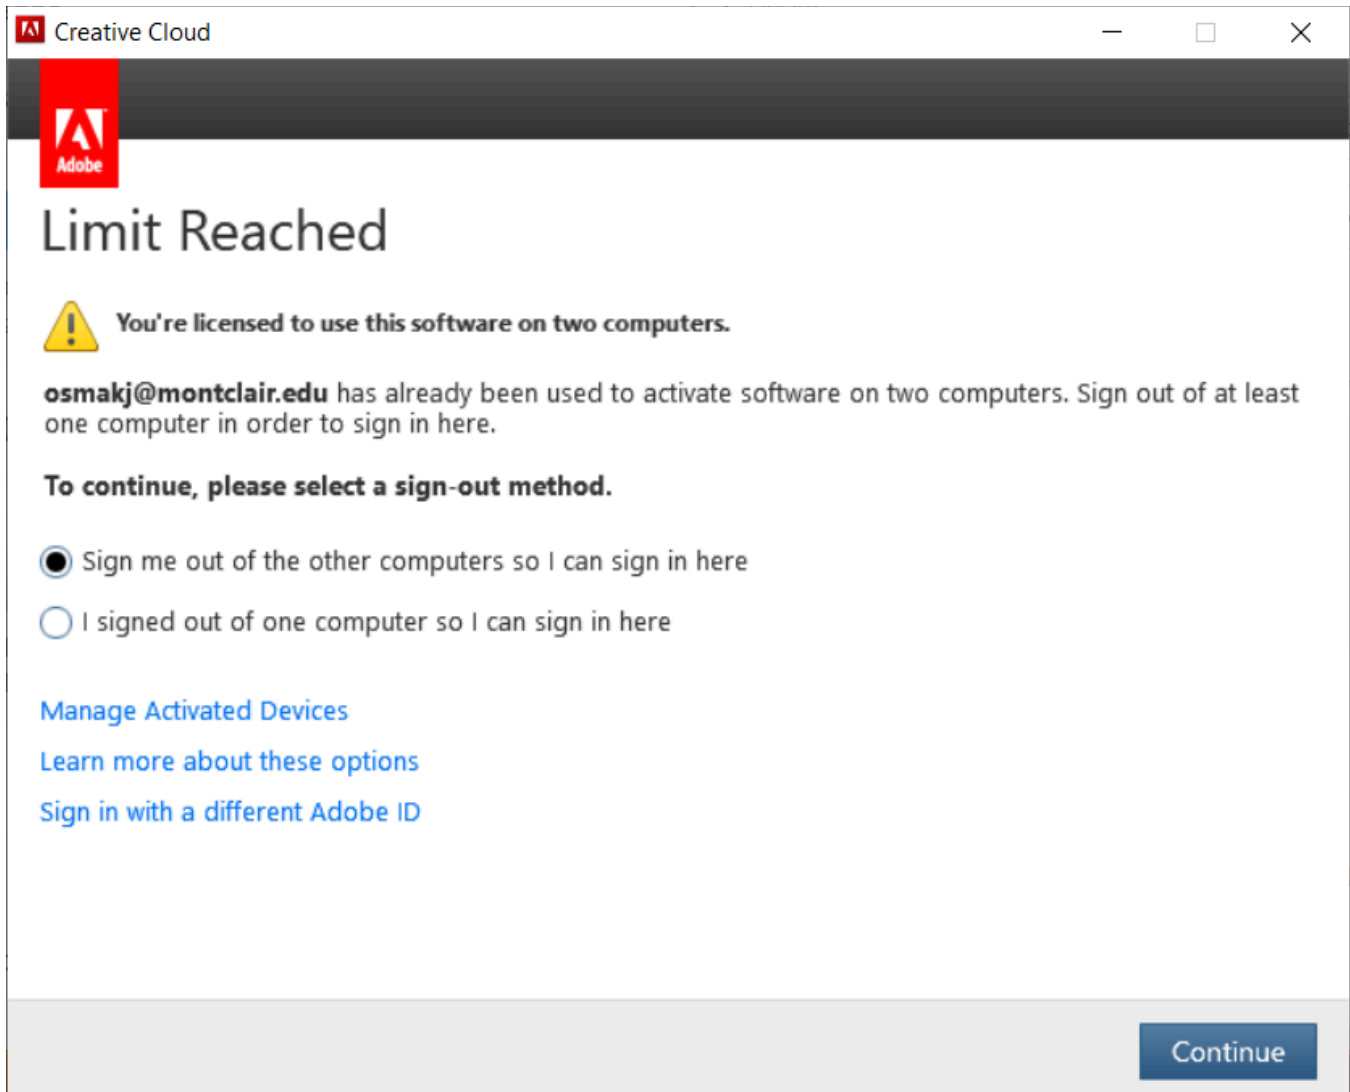 Creative Cloud
Adobe
Limit Reached
You're licensed to use this software on two computers.
osmakj@montclair.edu has already been used to activate software on two computers. Sign out of at least
one computer in order to sign in here.
To continue, please select a sign-out method.
Sign me out of the other computers so I can sign in here
I signed out of one computer so I can sign in here
Manage Activated Devices
Learn more about these options
Sign in with a different Adobe ID
Continue